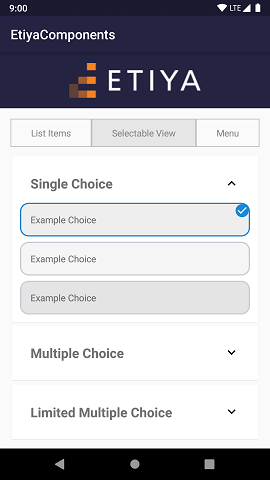 9:00 LTE
EtiyaComponents
ETIYA
List Items Selectable View Menu
Single Choice
Example Choice
Example Choice
Example Choice
Multiple Choice
Limited Multiple Choice